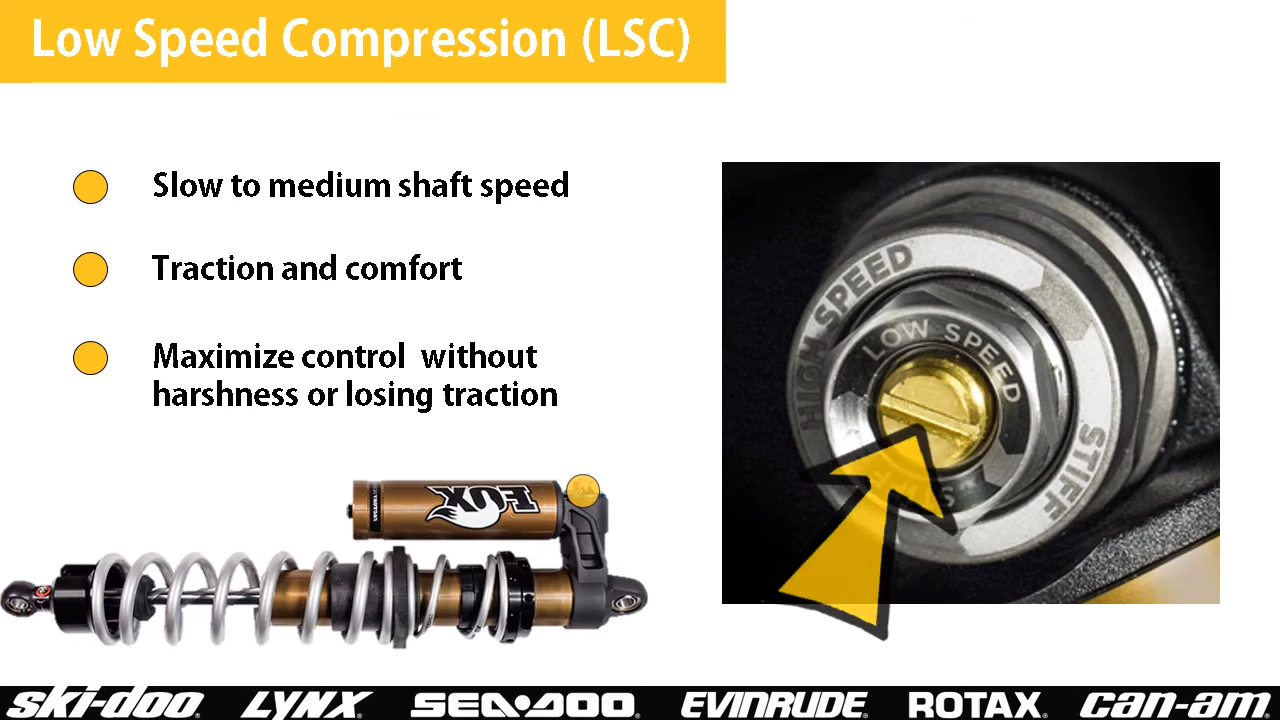 Low Speed Compression (LSC)
Slow to medium shaft speed
Traction and comfort
Maximize control without
harshness or losing traction
HIGH SPEED
LOW SPEED
STIFF
FOX
ski-doo
LYNX
SEA-DOO
EVINRUDE
ROTAX
can-am